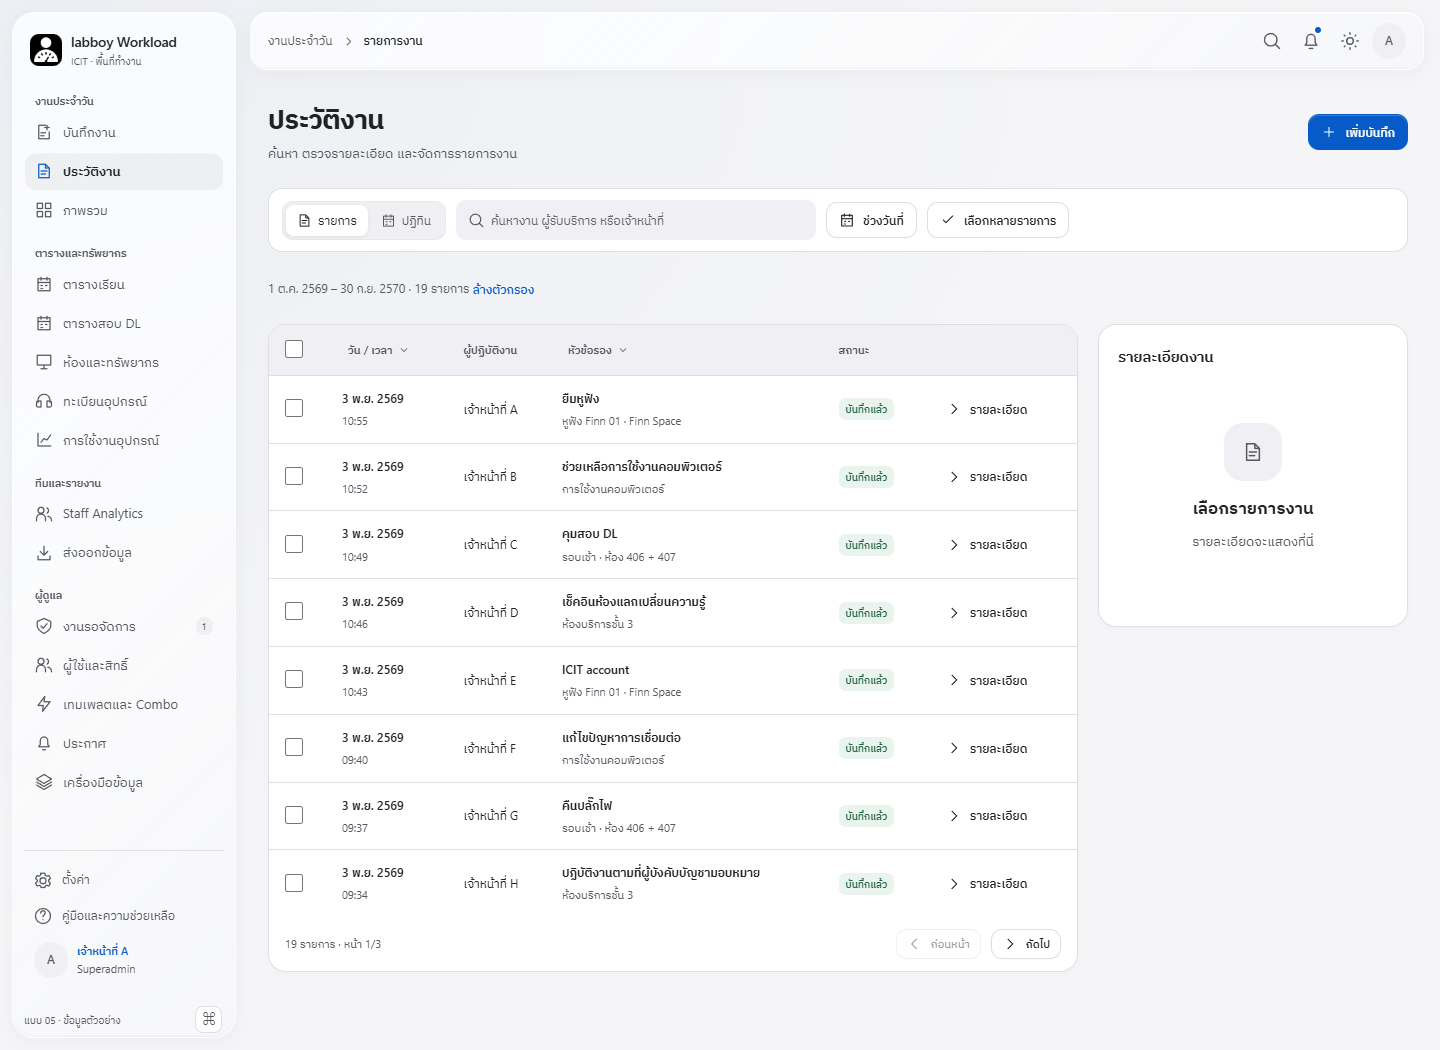 labboy Workload
ICIT · พื้นที่ทำงาน
งานประจำวัน
บันทึกงาน
ประวัติงาน
ภาพรวม
ตารางและทรัพยากร
ตารางเรียน
ตารางสอบ DL
ห้องและทรัพยากร
ทะเบียนอุปกรณ์
การใช้งานอุปกรณ์
ทีมและรายงาน
Staff Analytics
ส่งออกข้อมูล
ผู้ดูแล
งานรอจัดการ 1
ผู้ใช้และสิทธิ์
เทมเพลตและ Combo
ประกาศ
เครื่องมือข้อมูล
ตั้งค่า
คู่มือและความช่วยเหลือ
A
เจ้าหน้าที่ A
Superadmin
แบบ 05 · ข้อมูลตัวอย่าง
งานประจำวัน รายการงาน
A
ประวัติงาน
ค้นหา ตรวจรายละเอียด และจัดการรายการงาน
เพิ่มบันทึก
รายการ ปฏิทิน ค้นหางาน ผู้รับบริการ หรือเจ้าหน้าที่ ช่วงวันที่ เลือกหลายรายการ
1 ต.ค. 2569 – 30 ก.ย. 2570 · 19 รายการ ล้างตัวกรอง
วัน / เวลา ผู้ปฏิบัติงาน หัวข้อรอง สถานะ
3 พ.ย. 2569 เจ้าหน้าที่ A ยืมหูฟัง บันทึกแล้ว รายละเอียด
10:55 หูฟัง Finn 01 · Finn Space
3 พ.ย. 2569 เจ้าหน้าที่ B ช่วยเหลือการใช้งานคอมพิวเตอร์ บันทึกแล้ว รายละเอียด
10:52 การใช้งานคอมพิวเตอร์
3 พ.ย. 2569 เจ้าหน้าที่ C คุมสอบ DL บันทึกแล้ว รายละเอียด
10:49 รอบเช้า · ห้อง 406 + 407
3 พ.ย. 2569 เจ้าหน้าที่ D เช็คอินห้องแลกเปลี่ยนความรู้ บันทึกแล้ว รายละเอียด
10:46 ห้องบริการชั้น 3
3 พ.ย. 2569 เจ้าหน้าที่ E ICIT account บันทึกแล้ว รายละเอียด
10:43 หูฟัง Finn 01 · Finn Space
3 พ.ย. 2569 เจ้าหน้าที่ F แก้ไขปัญหาการเชื่อมต่อ บันทึกแล้ว รายละเอียด
09:40 การใช้งานคอมพิวเตอร์
3 พ.ย. 2569 เจ้าหน้าที่ G คืนปลั๊กไฟ บันทึกแล้ว รายละเอียด
09:37 รอบเช้า · ห้อง 406 + 407
3 พ.ย. 2569 เจ้าหน้าที่ H ปฏิบัติงานตามที่ผู้บังคับบัญชามอบหมาย บันทึกแล้ว รายละเอียด
09:34 ห้องบริการชั้น 3
19 รายการ · หน้า 1/3 ก่อนหน้า ถัดไป
รายละเอียดงาน
เลือกรายการงาน
รายละเอียดจะแสดงที่นี่